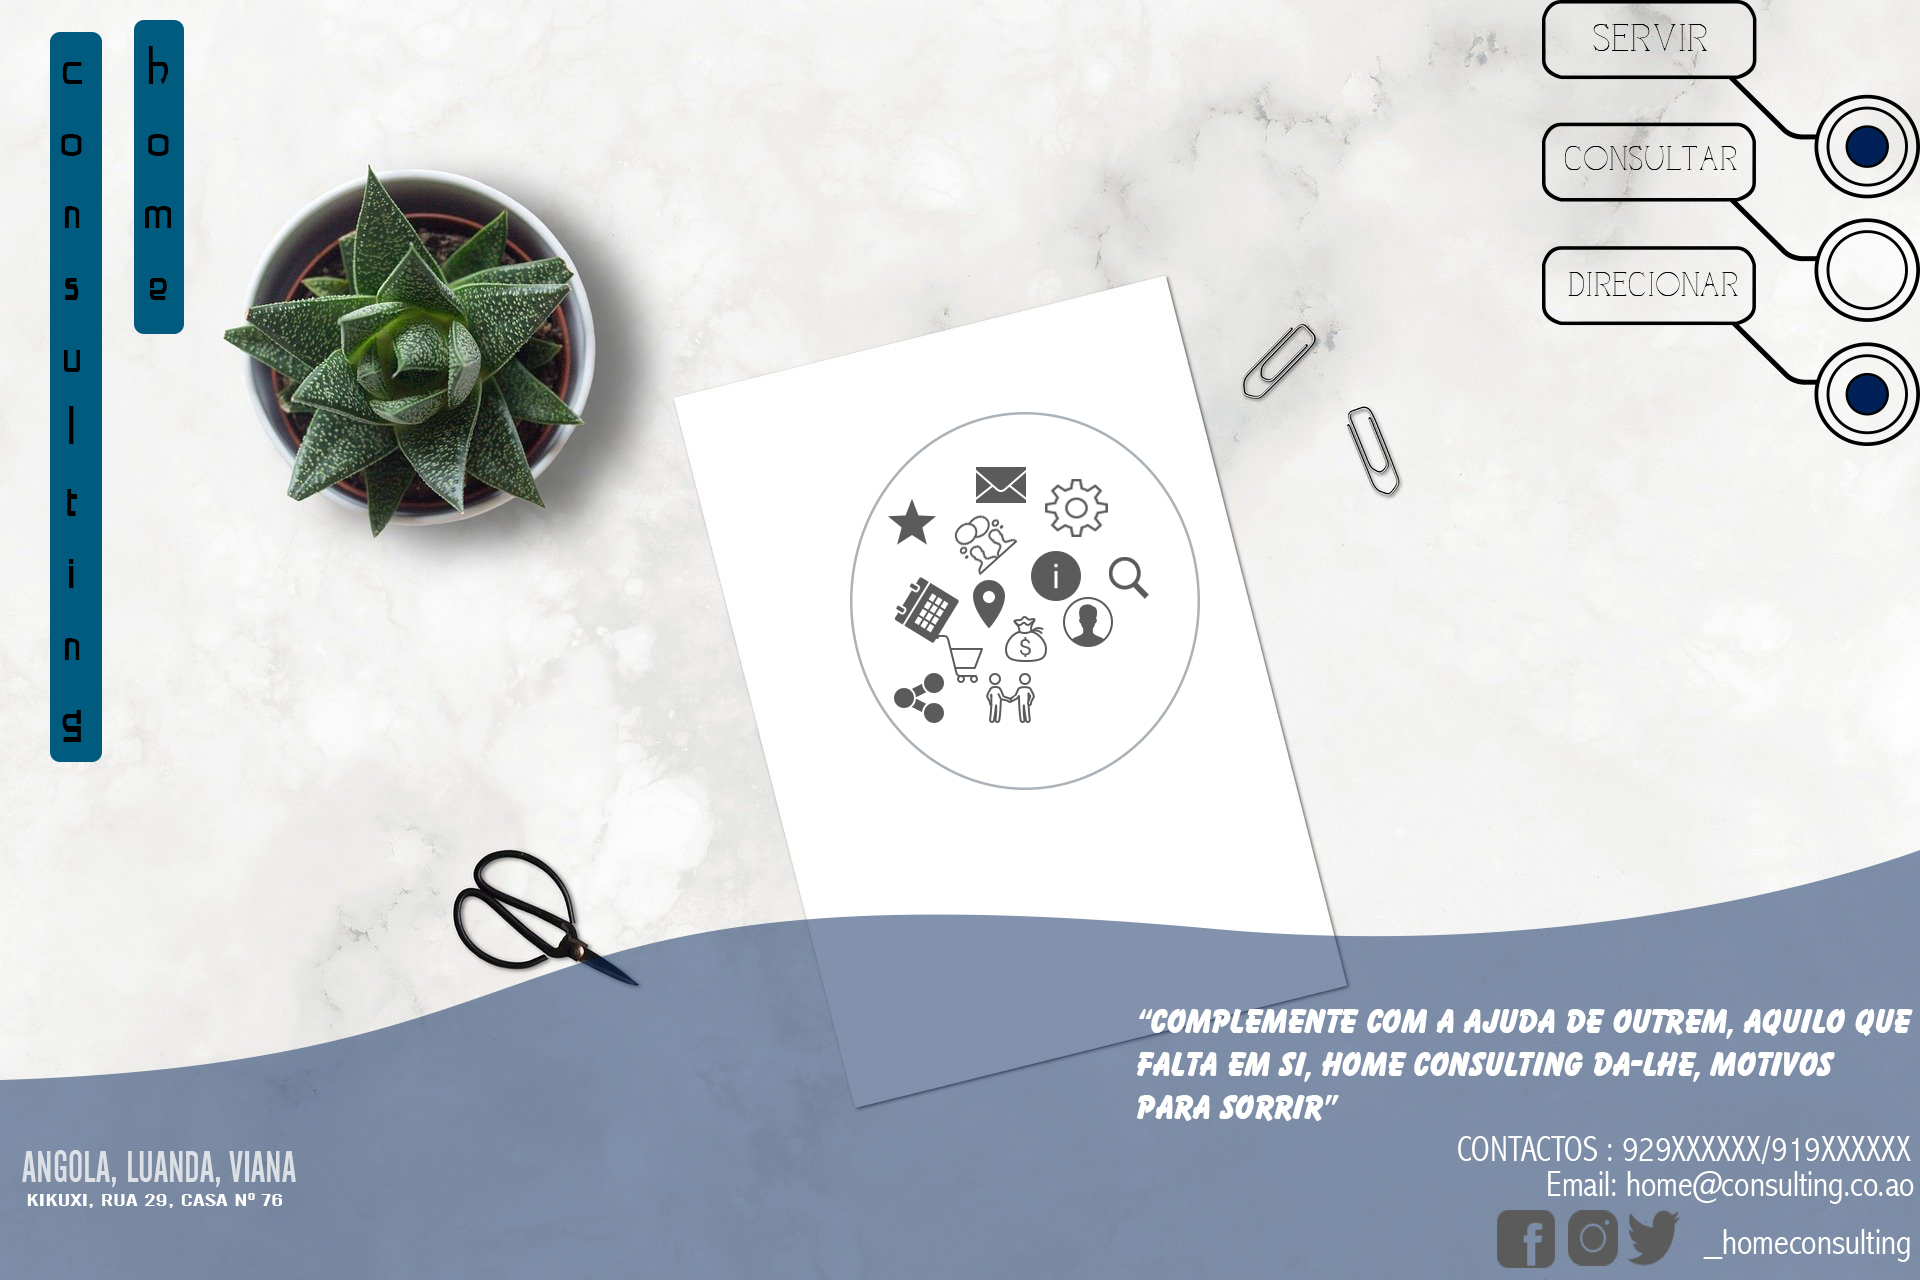 home
consulting
SERVIR
CONSULTAR
DIRECIONAR
i
$
“COMPLEMENTE COM A AJUDA DE OUTREM, AQUILO QUE
FALTA EM SI, HOME CONSULTING DA-LHE, MOTIVOS
PARA SORRIR”
CONTACTOS : 929XXXXXX/919XXXXXX
Email: home@consulting.co.ao
_homeconsulting
ANGOLA, LUANDA, VIANA
KIKUXI, RUA 29, CASA Nº 76